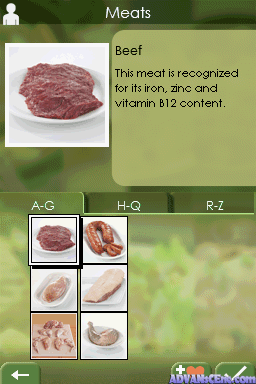 Meats
Beef
This meat is recognized
for its iron, zinc and
vitamin B12 content.
A-G
H-Q
R-Z
ADVANsCEne.com